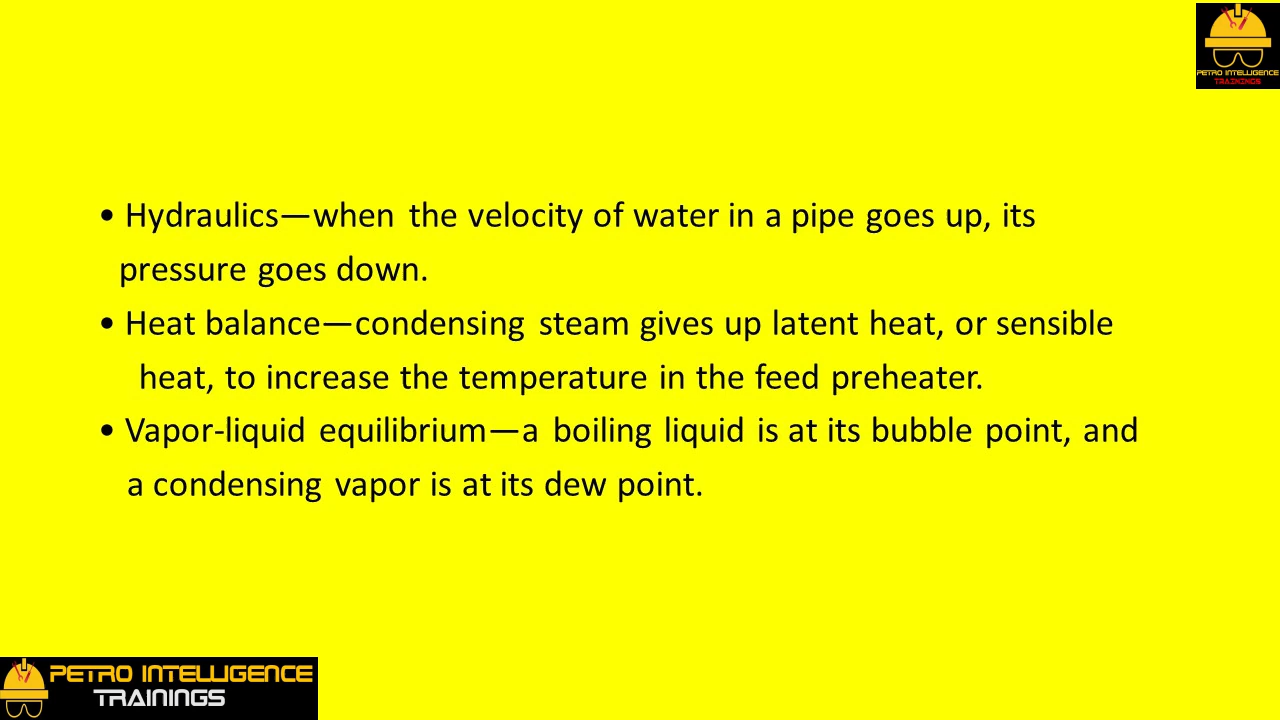 PETRO INTELLIGENCE
TRAININGS
• Hydraulics—when the velocity of water in a pipe goes up, its
pressure goes down.
• Heat balance—condensing steam gives up latent heat, or sensible
heat, to increase the temperature in the feed preheater.
• Vapor-liquid equilibrium—a boiling liquid is at its bubble point, and
a condensing vapor is at its dew point.
PETRO INTELLIGENCE
TRAININGS